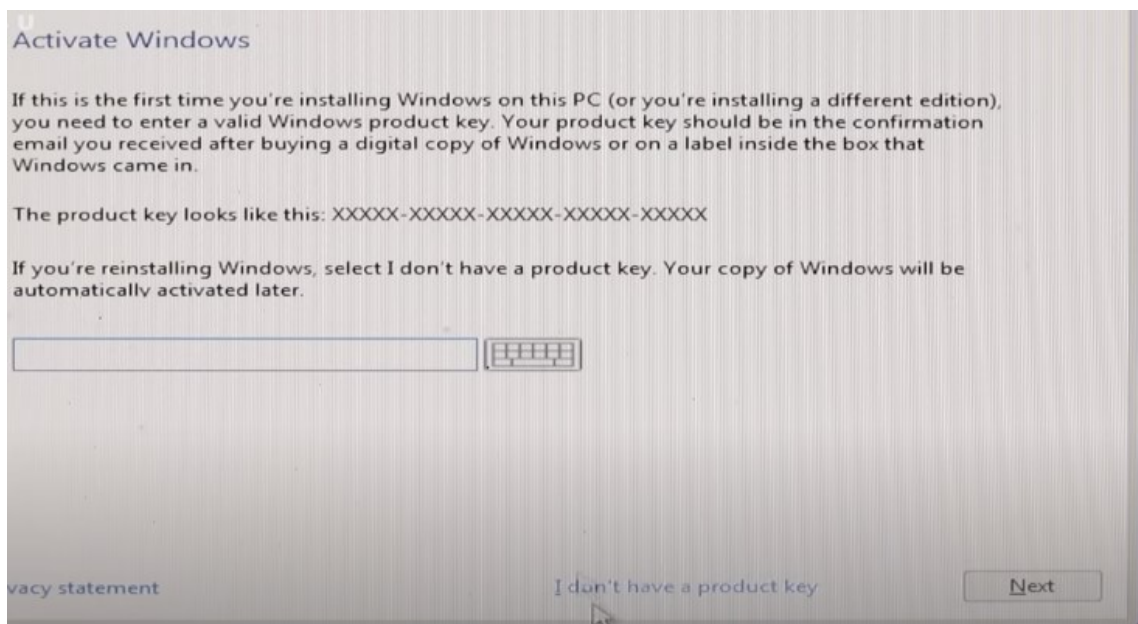 U
Activate Windows
If this is the first time you're installing Windows on this PC (or you're installing a different edition),
you need to enter a valid Windows product key. Your product key should be in the confirmation
email you received after buying a digital copy of Windows or on a label inside the box that
Windows came in.
The product key looks like this: XXXXX-XXXXX-XXXXX-XXXXX-XXXXX
If you're reinstalling Windows, select I don't have a product key. Your copy of Windows will be
automatically activated later.
vacy statement
I don't have a product key
Next